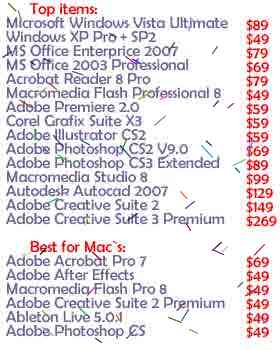 Top items:
Microsoft Windows Vista Ultimate $89
Windows XP Pro + SP2 $49
MS Office Enterprice 2007 $79
MS Office 2003 Professional $69
Acrobat Reader 8 Pro $79
Macromedia Flash Professional 8 $49
Adobe Premiere 2.0 $59
Corel Grafix Suite X3 $59
Adobe Illustrator CS2 $59
Adobe Photoshop CS2 V9.0 $69
Adobe Photoshop CS3 Extended $89
Macromedia Studio 8 $99
Autodesk Autocad 2007 $129
Adobe Creative Suite 2 $149
Adobe Creative Suite 3 Premium $269
Best for Mac`s:
Adobe Acrobat Pro 7 $69
Adobe After Effects $49
Macromedia Flash Pro 8 $49
Adobe Creative Suite 2 Premium $49
Ableton Live 5.0.1 $49
Adobe Photoshop CS $49